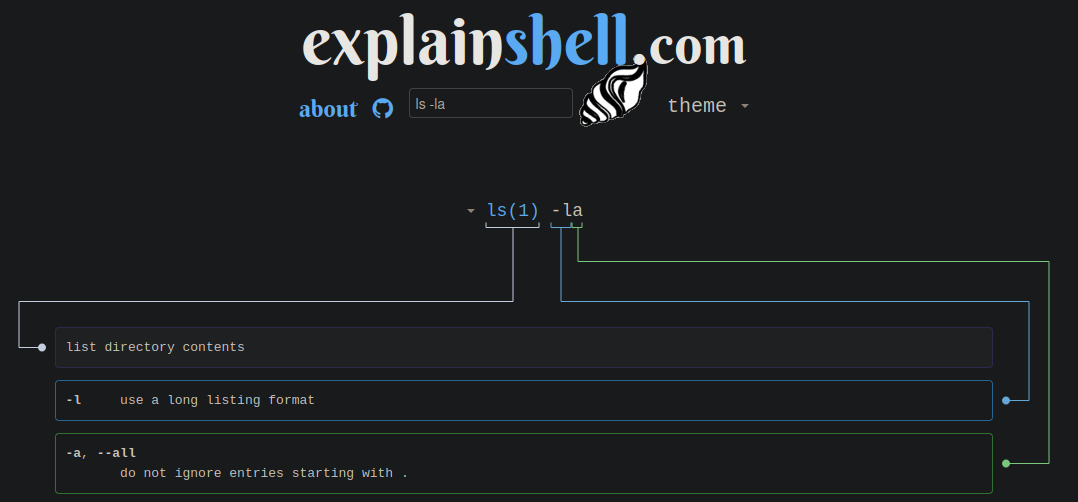 explainshell.com
about ls -la theme
ls(1) -la
list directory contents
-l use a long listing format
-a, --all
do not ignore entries starting with .